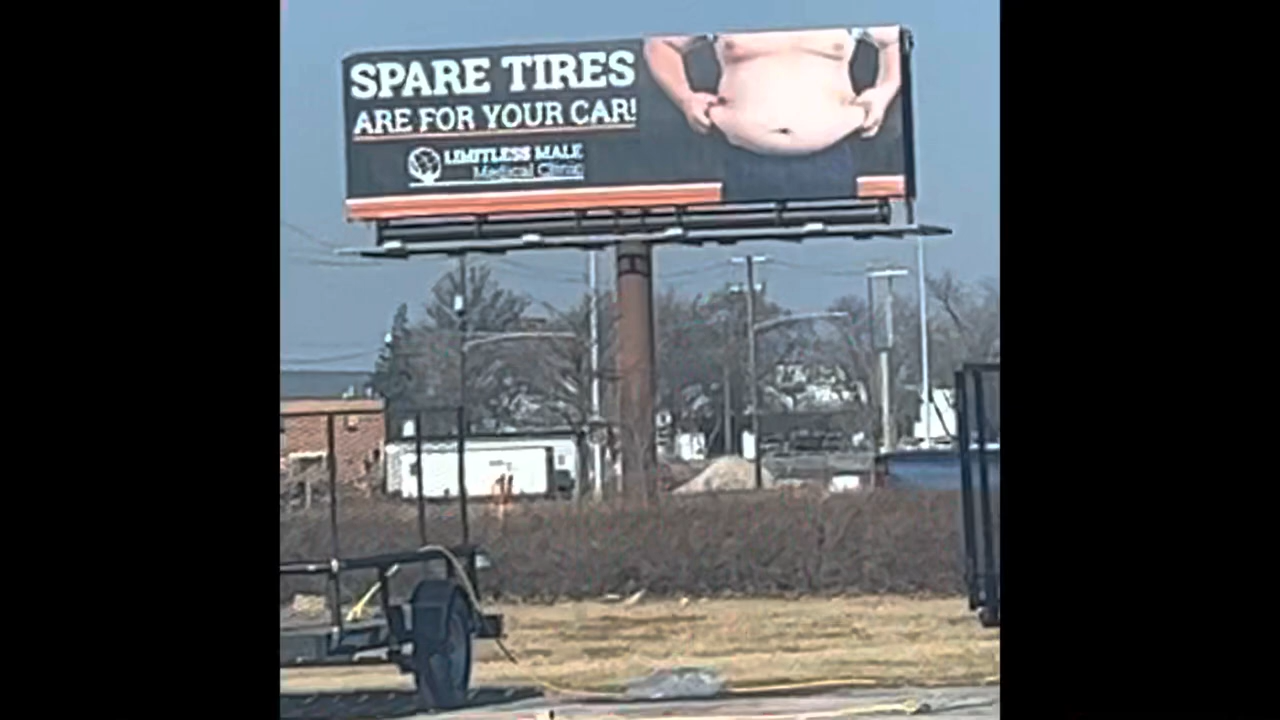 SPARE TIRES
ARE FOR YOUR CAR!
LIMITLESS MALE
Medical Clinic